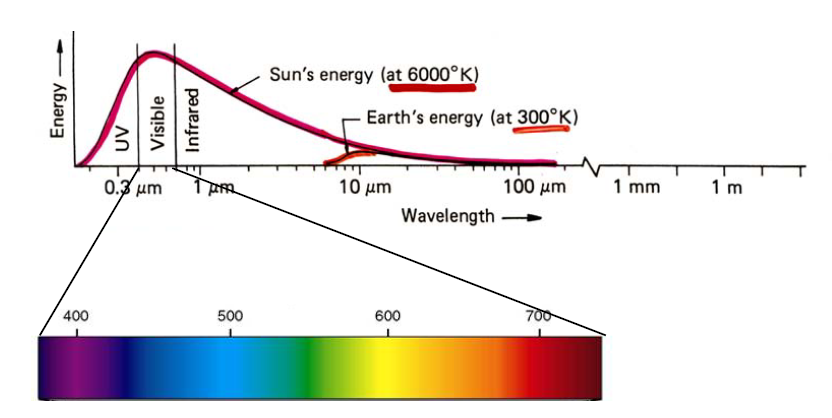 Energy
UV
Visible
Infrared
Sun's energy (at 6000°K)
Earth's energy (at 300°K)
0.3 μm
1 μm
10 μm
100 μm
1 mm
1 m
Wavelength
400
500
600
700